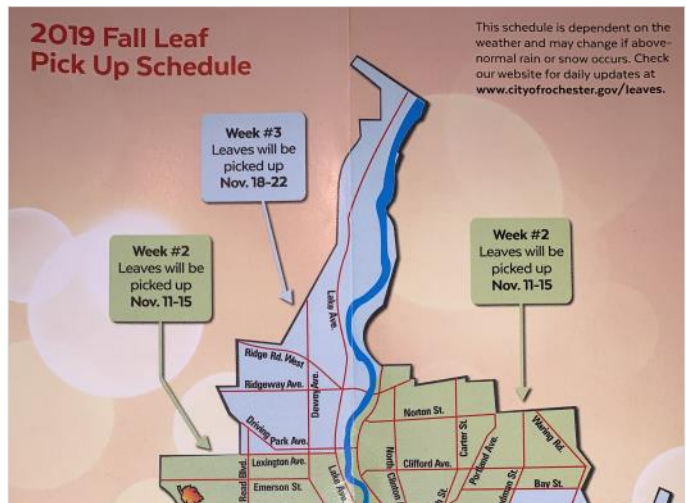 2019 Fall Leaf
Pick Up Schedule
This schedule is dependent on the
weather and may change if above-
normal rain or snow occurs. Check
our website for daily updates at
www.cityofrochester.gov/leaves.
Week #3
Leaves will be
picked up
Nov. 18-22
Week #2
Leaves will be
picked up
Nov. 11-15
Week #2
Leaves will be
picked up
Nov. 11-15
Lake Ave.
Ridge Rd. West
Ridgeway Ave.
Dewey Ave.
Norton St.
Waring Rd.
Driving
Park Ave.
Carter St.
Portland Ave.
North Clinton
Lexington Ave.
Clifford Ave.
Lake Ave
Emerson St.
Bay St.
Read Blvd.